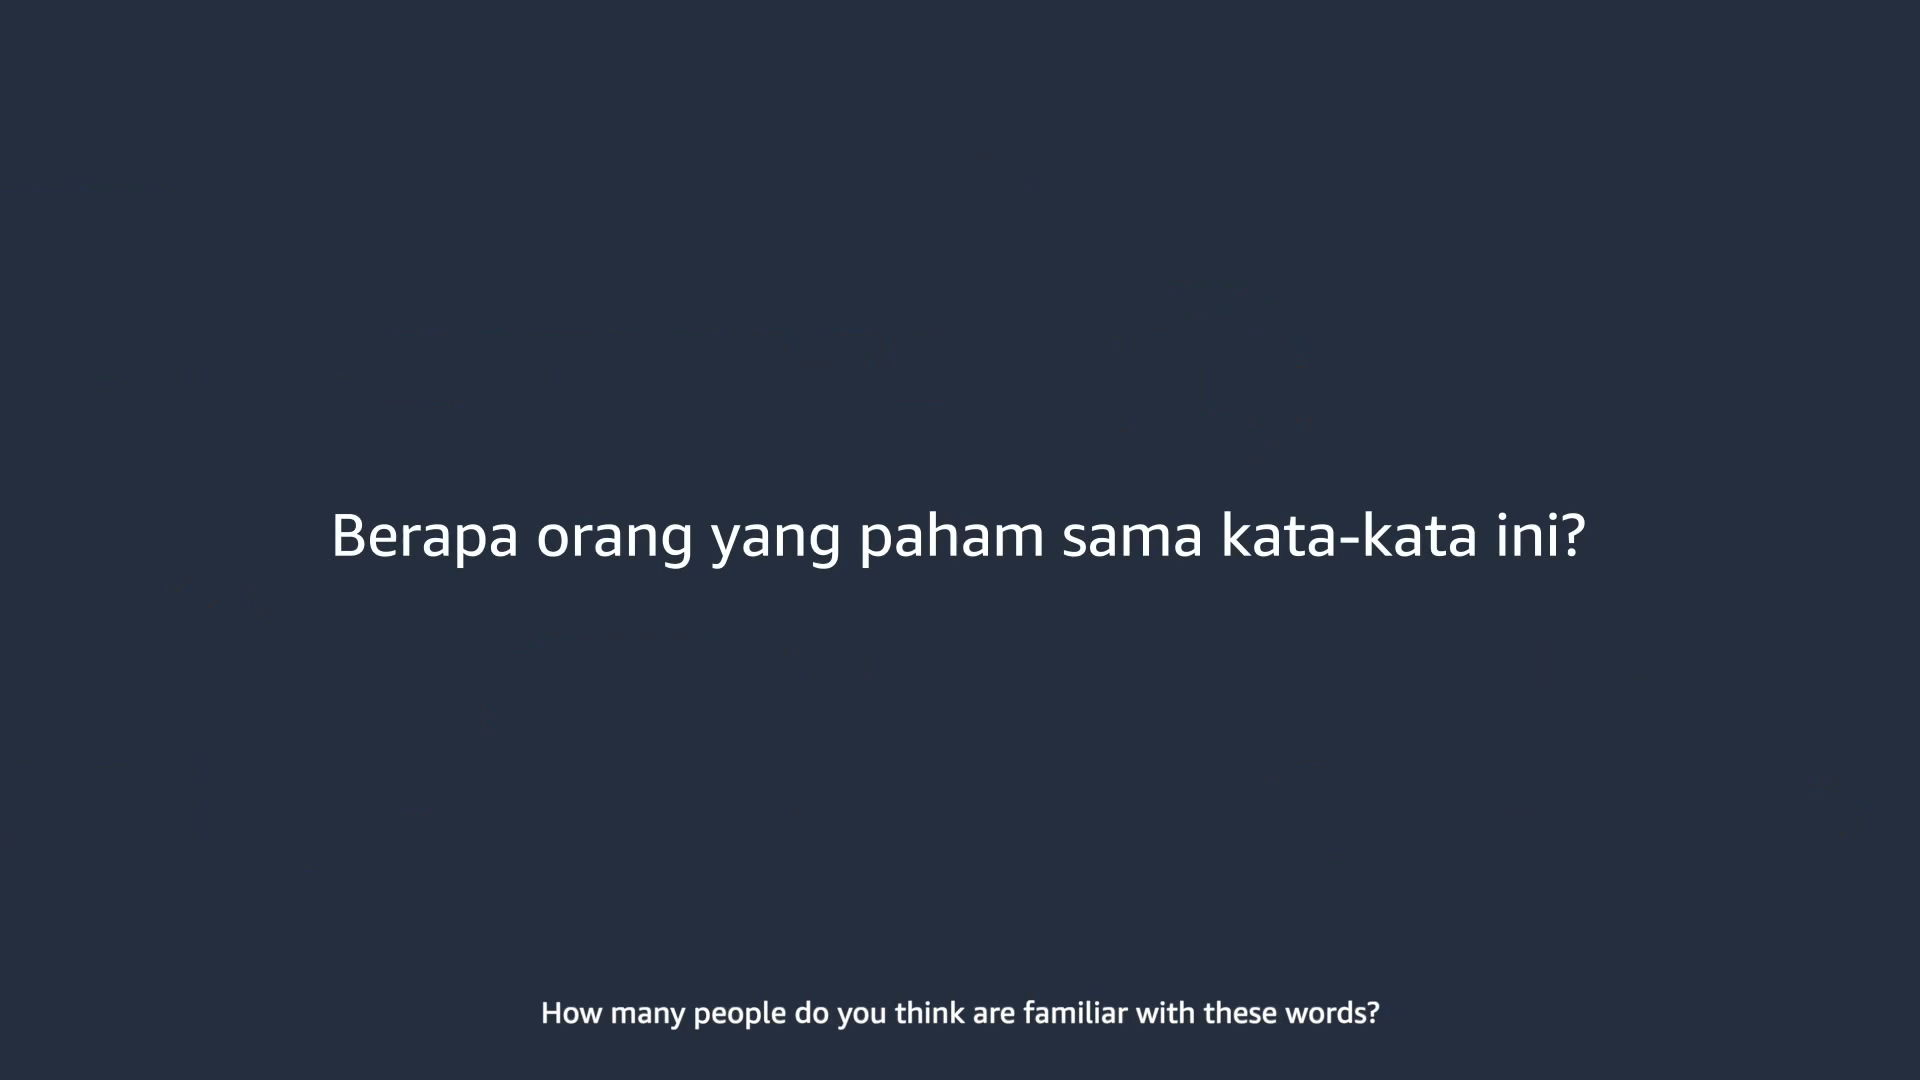 Berapa orang yang paham sama kata-kata ini?
How many people do you think are familiar with these words?